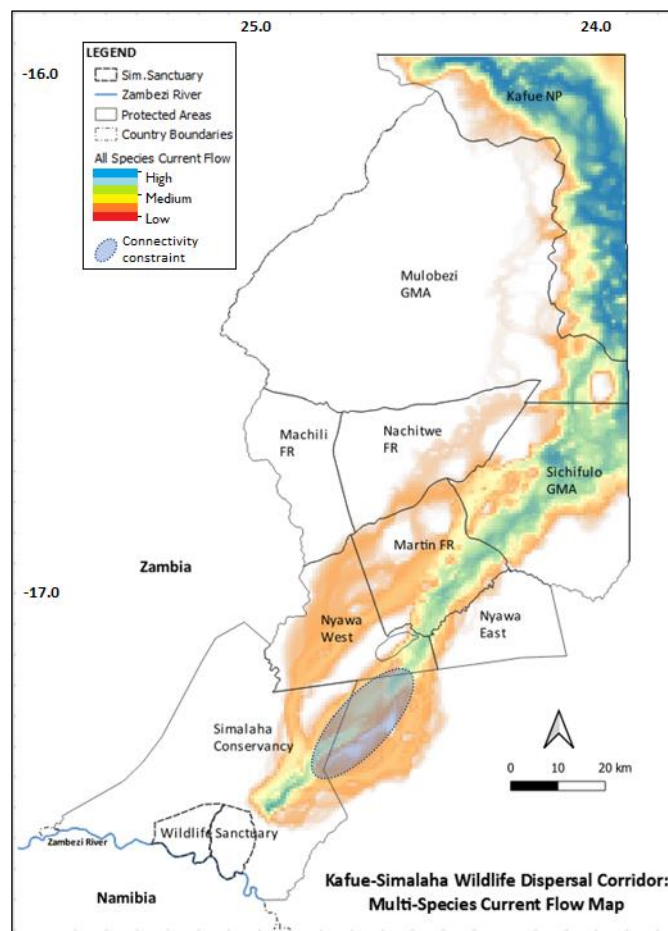 25.0
24.0
-16.0
LEGEND
Sim.Sanctuary
Zambezi River
Protected Areas
Country Boundaries
All Species Current Flow
High
Medium
Low
Connectivity
constraint
Kafue NP
Mulobezi
GMA
Machili
FR
Nachitwe
FR
Sichifulo
GMA
Martin FR
Zambia
-17.0
Nyawa
West
Nyawa
East
Simalaha
Conservancy
0 10 20 km
Wildlife Sanctuary
Zambezi River
Namibia
Kafue-Simalaha Wildlife Dispersal Corridor:
Multi-Species Current Flow Map